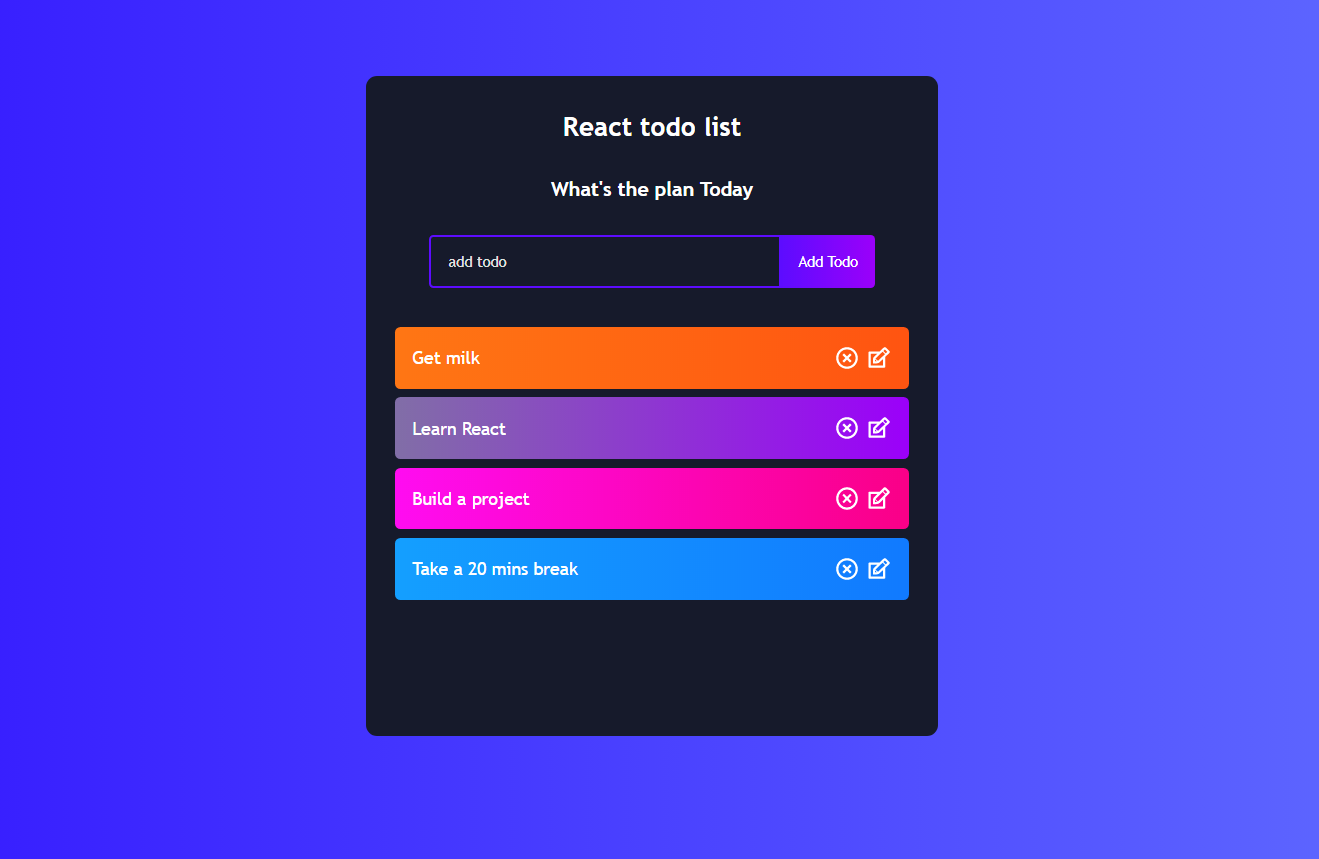 React todo list
What's the plan Today
add todo
Add Todo
Get milk
Learn React
Build a project
Take a 20 mins break